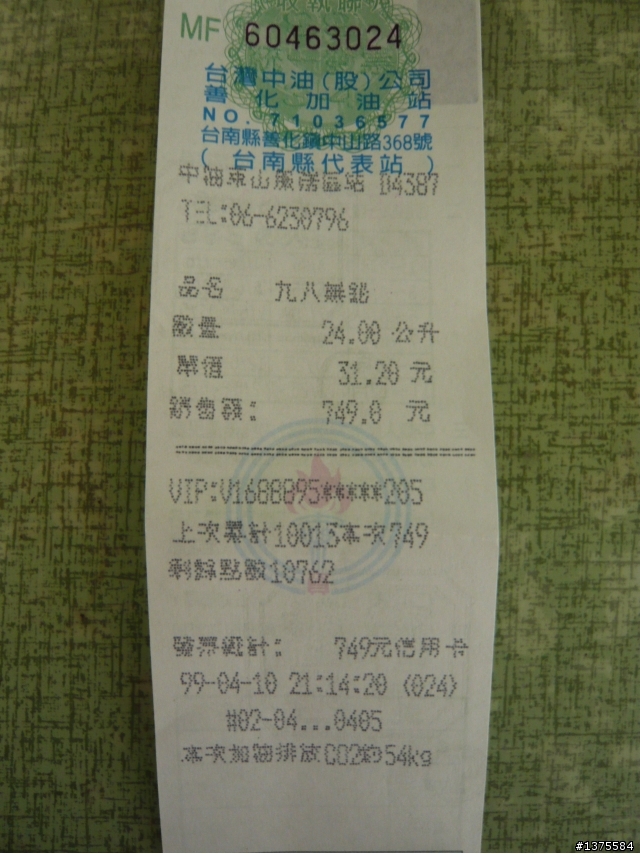 收執聯
MF 60463024
台灣中油(股)公司
善化加油站
NO. 71036577
台南縣善化鎮中山路368號
(台南縣代表站)
中油東山服務區站 D4387
TEL:06-6230796
品名 九八無鉛
數量 24.00 公升
單價 31.20 元
銷售額: 749.0 元
VIP:V1688895*****205
上次累計10013本次749
剩餘點數10762
發票總計: 749元信用卡
99-04-10 21:14:20 (024)
#02-04...0405
本次加油排放CO2約54kg
#1375584